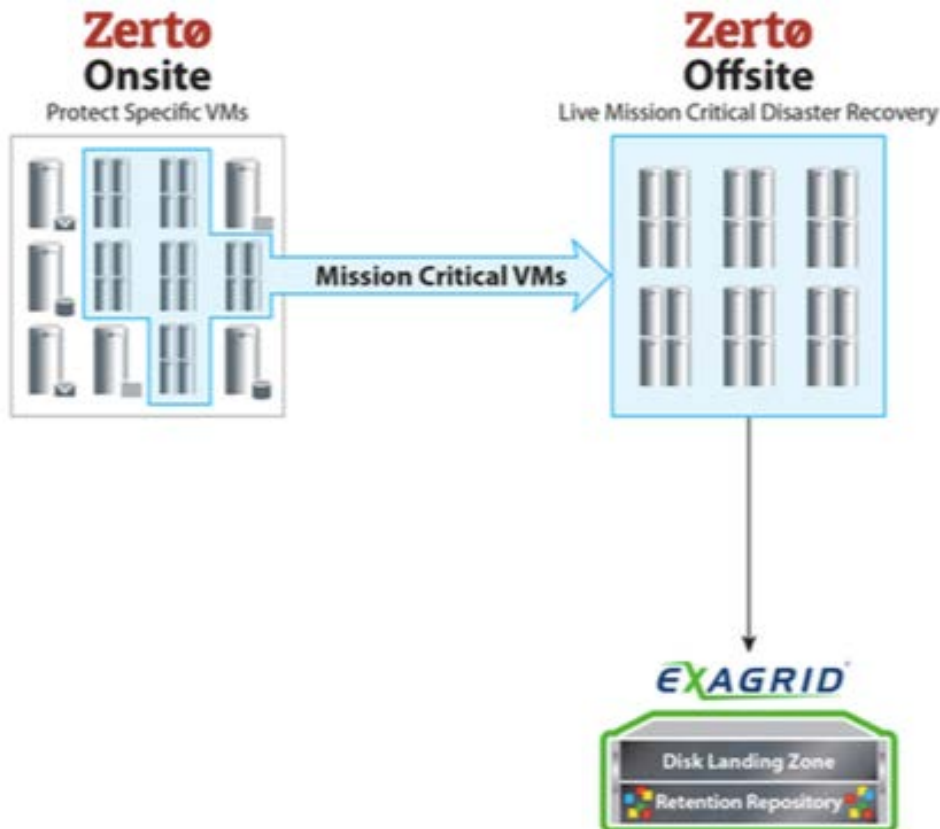 Zertø
Onsite
Protect Specific VMs
Zertø
Offsite
Live Mission Critical Disaster Recovery
Mission Critical VMs
EXAGRID
Disk Landing Zone
Retention Repository